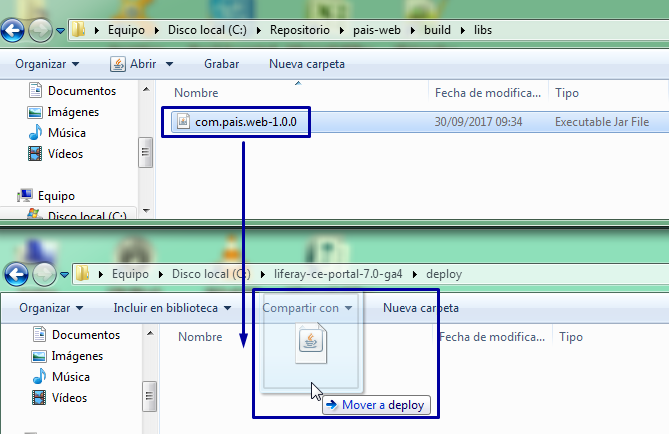 Equipo ▸ Disco local (C:) ▸ Repositorio ▸ pais-web ▸ build ▸ libs
Organizar Abrir Grabar Nueva carpeta
Documentos
Imágenes
Música
Vídeos
Equipo
Disco local (C:)
Nombre Fecha de modifica... Tipo
com.pais.web-1.0.0 30/09/2017 09:34 Executable Jar File
Equipo ▸ Disco local (C:) ▸ liferay-ce-portal-7.0-ga4 ▸ deploy
Organizar Incluir en biblioteca Compartir con Nueva carpeta
Documentos
Imágenes
Música
Vídeos
Nombre Fecha de modifica... Tipo
Mover a deploy